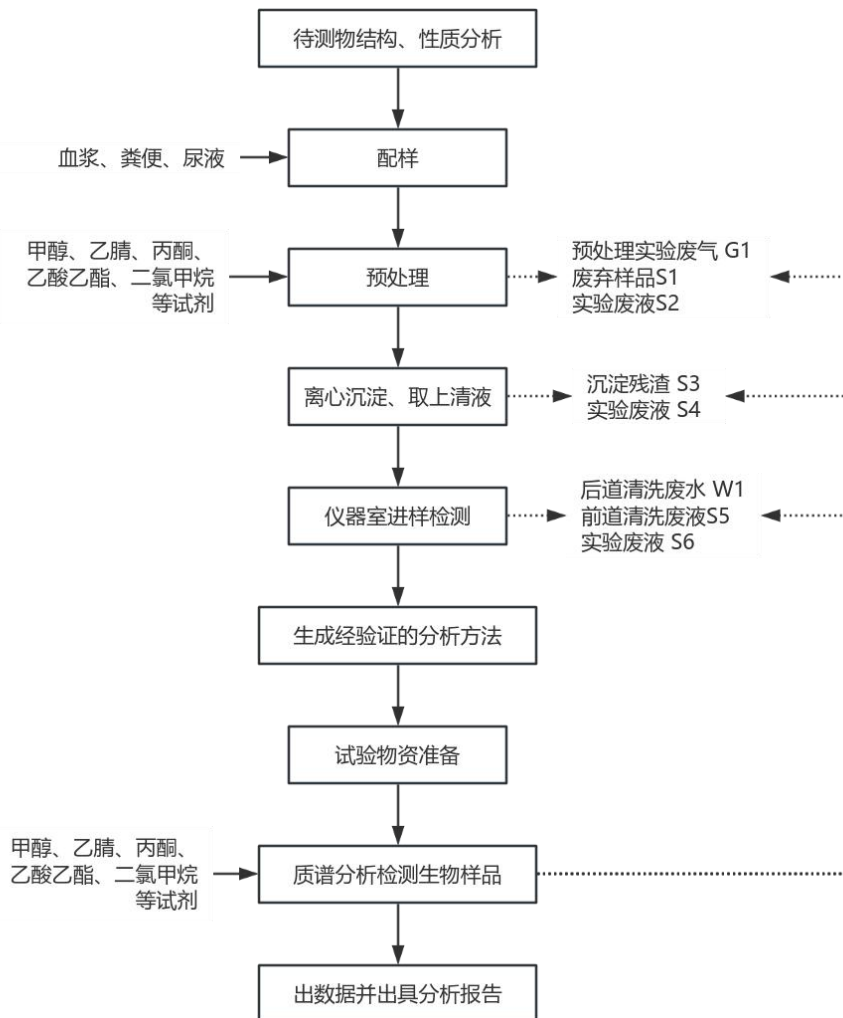 待测物结构、性质分析
血浆、粪便、尿液
配样
甲醇、乙腈、丙酮、
乙酸乙酯、二氯甲烷
等试剂
预处理
预处理实验废气 G1
废弃样品S1
实验废液S2
离心沉淀、取上清液
沉淀残渣 S3
实验废液 S4
仪器室进样检测
后道清洗废水 W1
前道清洗废液S5
实验废液 S6
生成经验证的分析方法
试验物资准备
甲醇、乙腈、丙酮、
乙酸乙酯、二氯甲烷
等试剂
质谱分析检测生物样品
出数据并出具分析报告